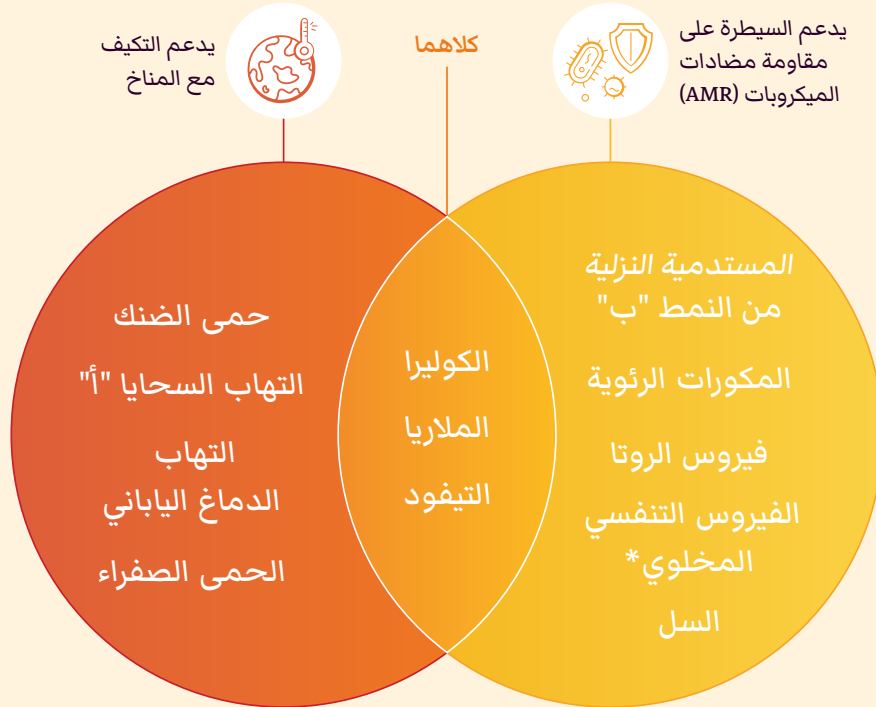 يدعم السيطرة على
مقاومة مضادات
الميكروبات (AMR)
كلاهما
يدعم التكيف
مع المناخ
المستدمية النزلية
من النمط "ب"
المكورات الرئوية
فيروس الروتا
الفيروس التنفسي
المخلوي*
السل
الكوليرا
الملاريا
التيفود
حمى الضنك
التهاب السحايا "أ"
التهاب
الدماغ الياباني
الحمى الصفراء